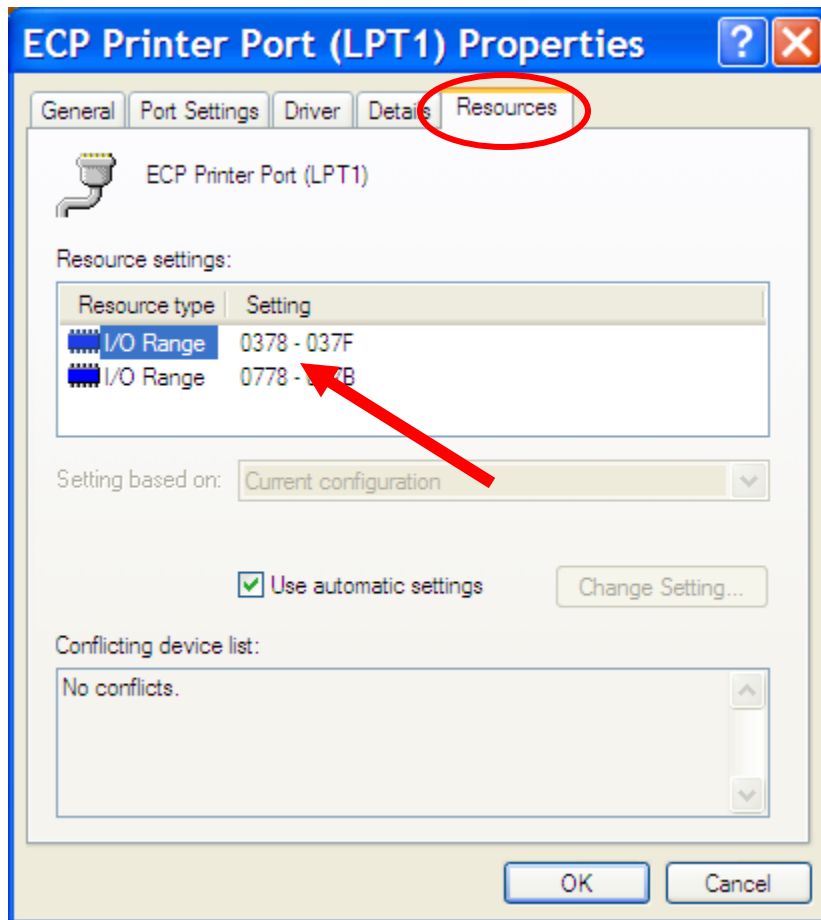 ECP Printer Port (LPT1) Properties
General Port Settings Driver Details Resources
ECP Printer Port (LPT1)
Resource settings:
Resource type Setting
I/O Range 0378 - 037F
I/O Range 0778 -
Setting based on: Current configuration
Use automatic settings Change Setting...
Conflicting device list:
No conflicts.
OK Cancel